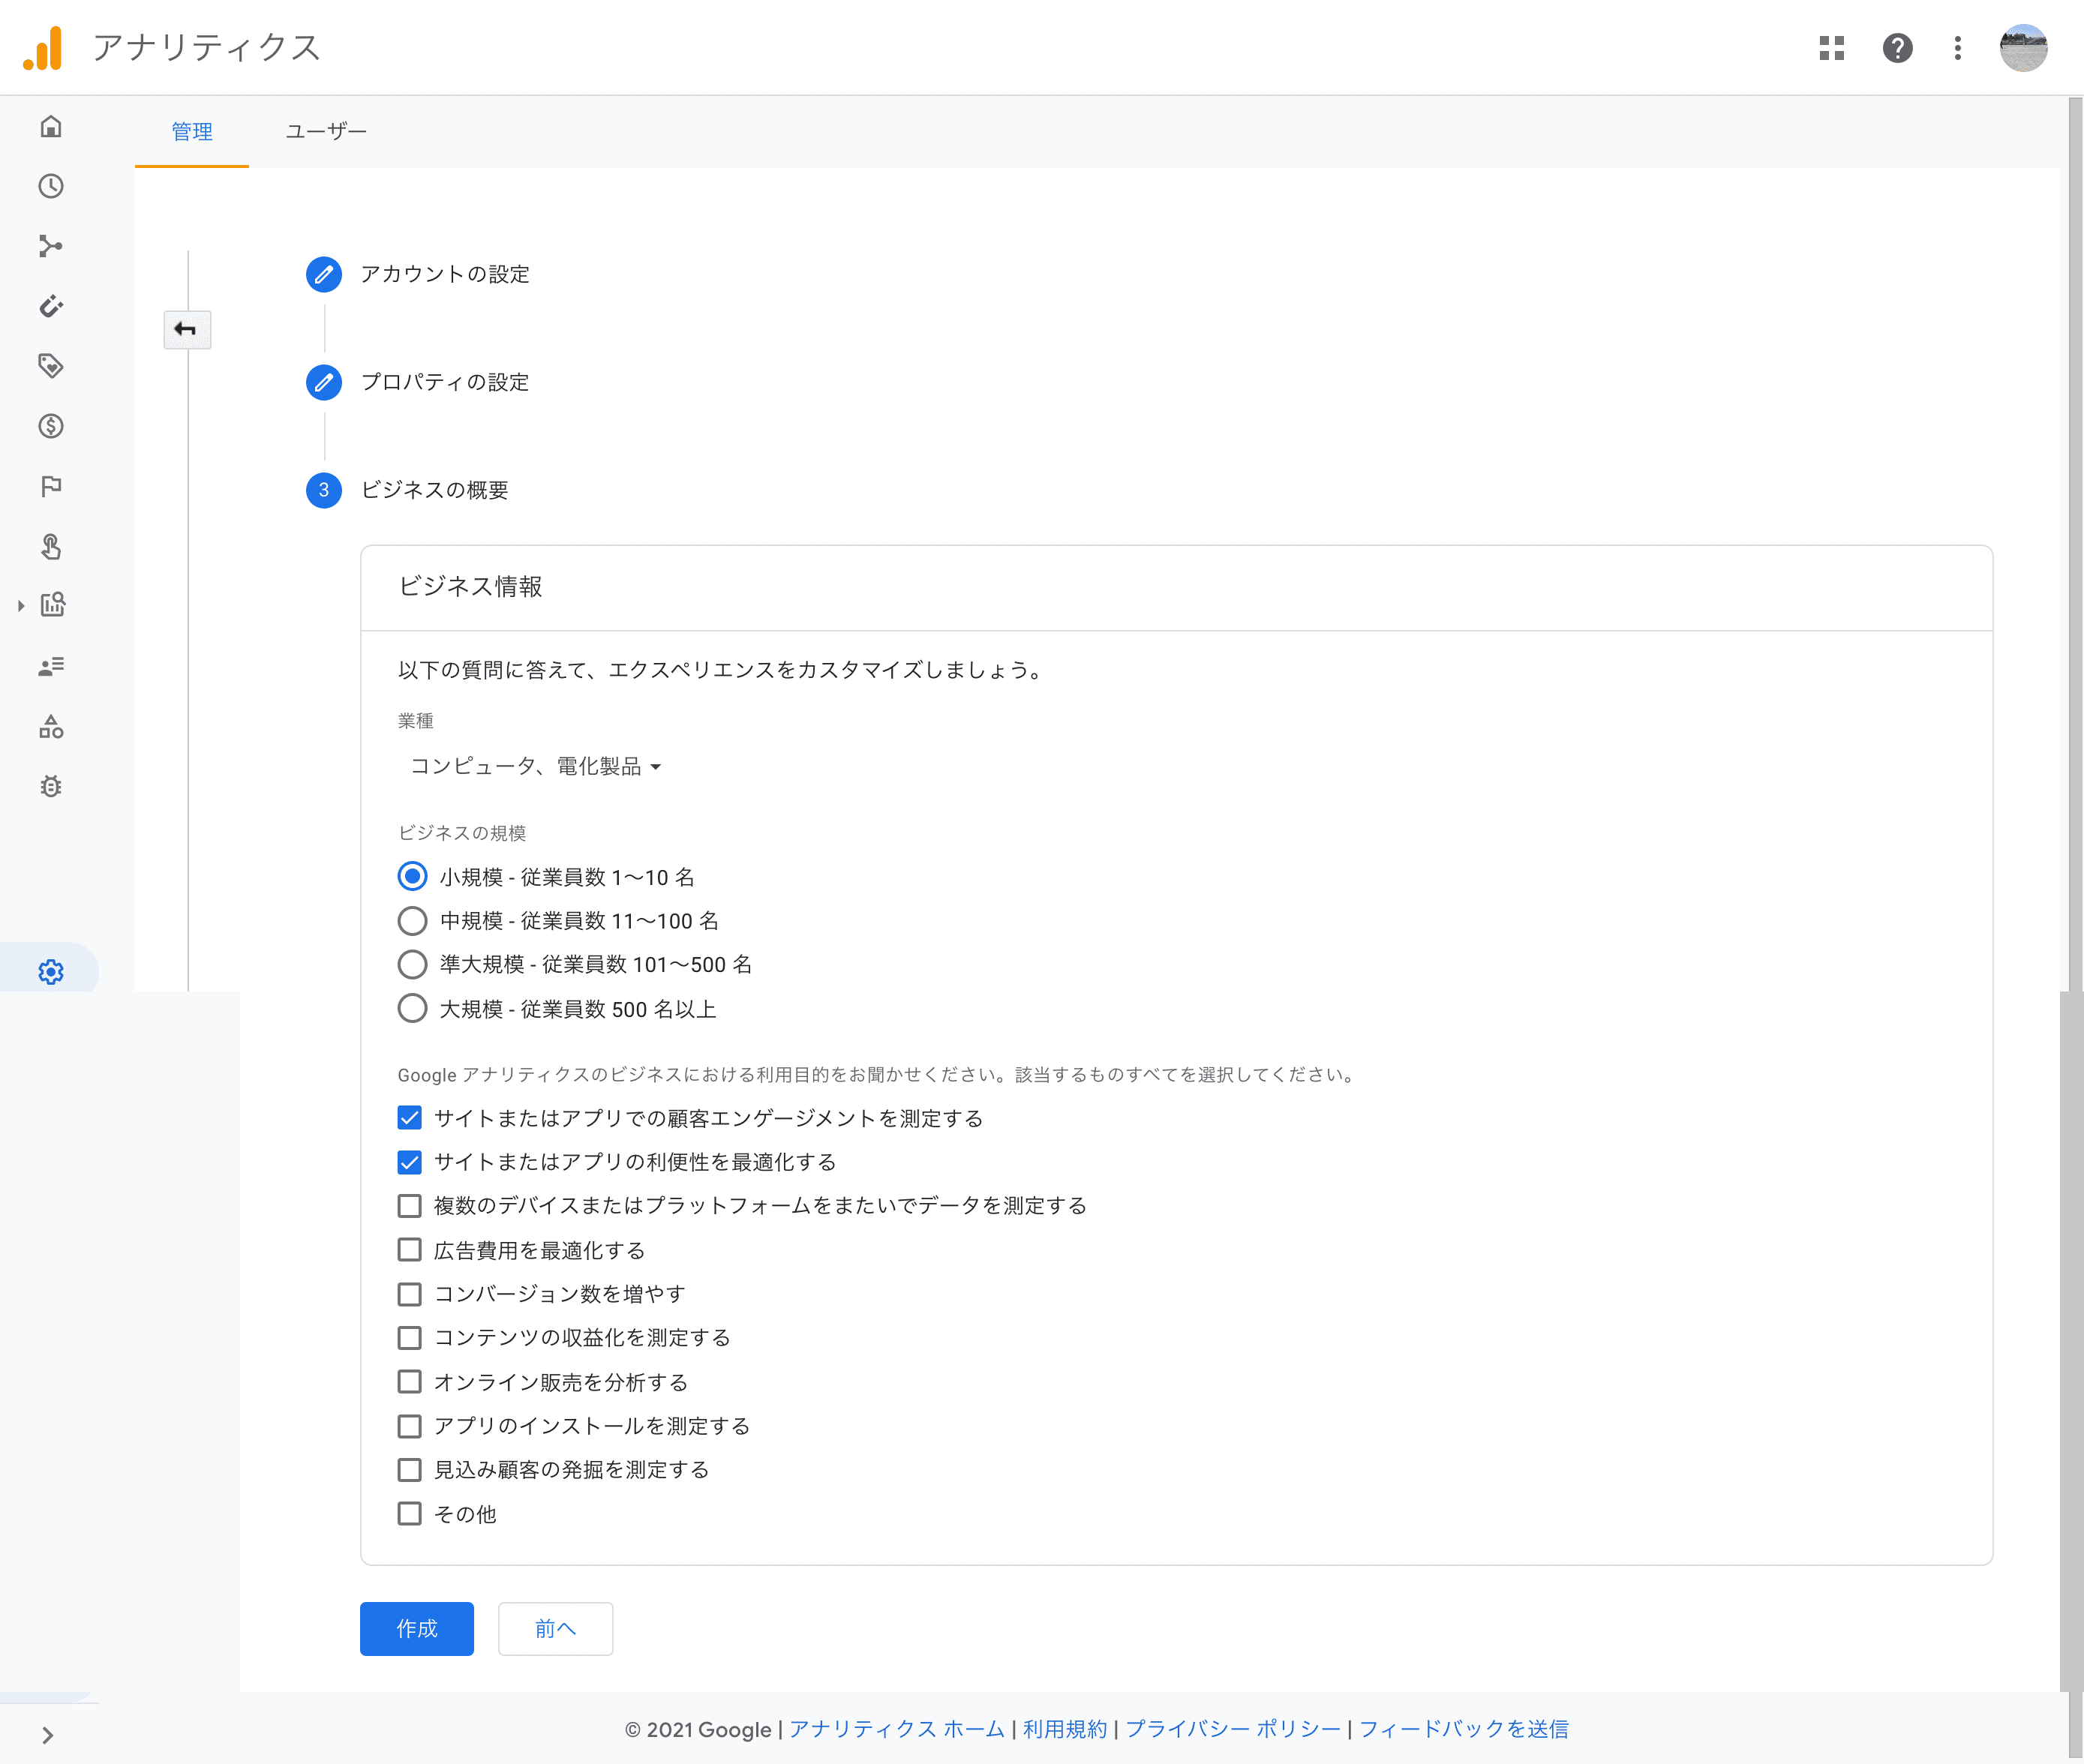 アナリティクス
管理 ユーザー
アカウントの設定
プロパティの設定
3 ビジネスの概要
ビジネス情報
以下の質問に答えて、エクスペリエンスをカスタマイズしましょう。
業種
コンピュータ、電化製品
ビジネスの規模
小規模 - 従業員数 1～10 名
中規模 - 従業員数 11～100 名
準大規模 - 従業員数 101～500 名
大規模 - 従業員数 500 名以上
Google アナリティクスのビジネスにおける利用目的をお聞かせください。該当するものすべてを選択してください。
サイトまたはアプリでの顧客エンゲージメントを測定する
サイトまたはアプリの利便性を最適化する
複数のデバイスまたはプラットフォームをまたいでデータを測定する
広告費用を最適化する
コンバージョン数を増やす
コンテンツの収益化を測定する
オンライン販売を分析する
アプリのインストールを測定する
見込み顧客の発掘を測定する
その他
作成 前へ
© 2021 Google | アナリティクス ホーム | 利用規約 | プライバシー ポリシー | フィードバックを送信